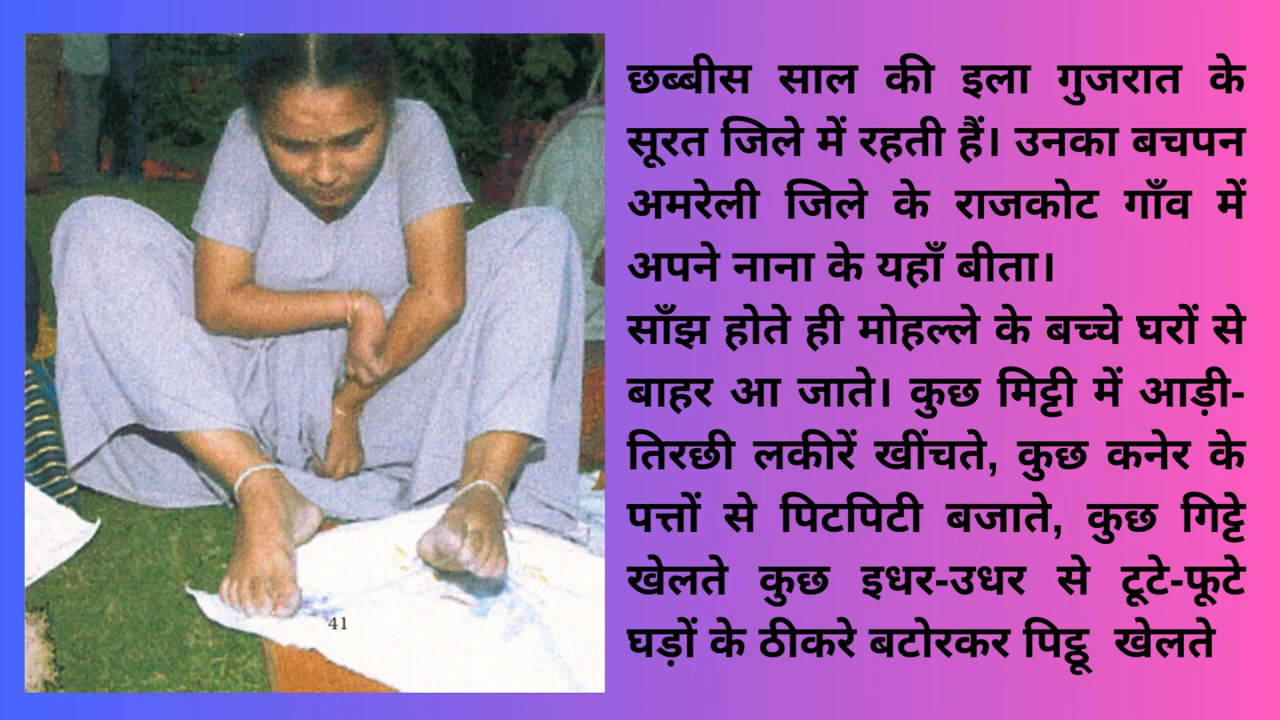 छब्बीस साल की इला गुजरात के
सूरत जिले में रहती हैं। उनका बचपन
अमरेली जिले के राजकोट गाँव में
अपने नाना के यहाँ बीता।
साँझ होते ही मोहल्ले के बच्चे घरों से
बाहर आ जाते। कुछ मिट्टी में आड़ी-
तिरछी लकीरें खींचते, कुछ कनेर के
पत्तों से पिटपिटी बजाते, कुछ गिट्टे
खेलते कुछ इधर-उधर से टूटे-फूटे
घड़ों के ठीकरे बटोरकर पिट्ठू खेलते
41